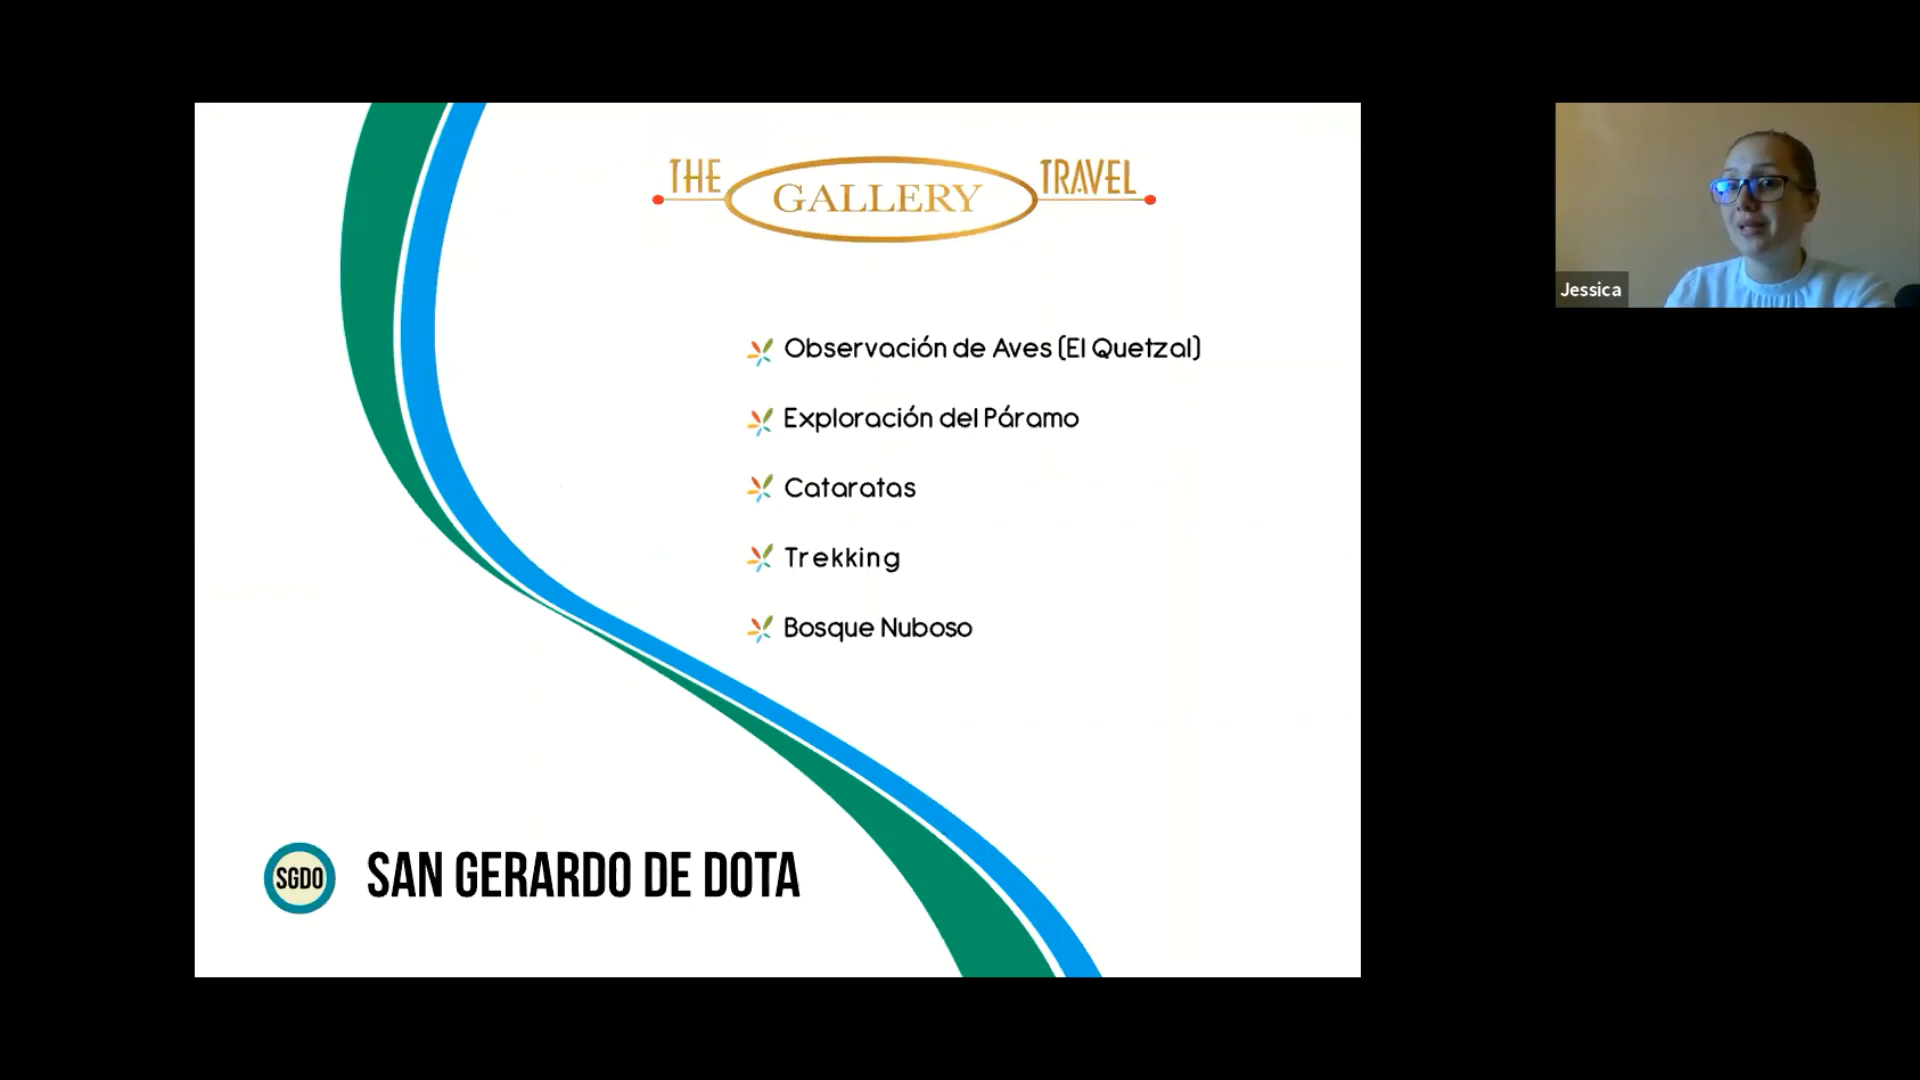 THE GALLERY TRAVEL
Observación de Aves (El Quetzal)
Exploración del Páramo
Cataratas
Trekking
Bosque Nuboso
SGDO SAN GERARDO DE DOTA
Jessica